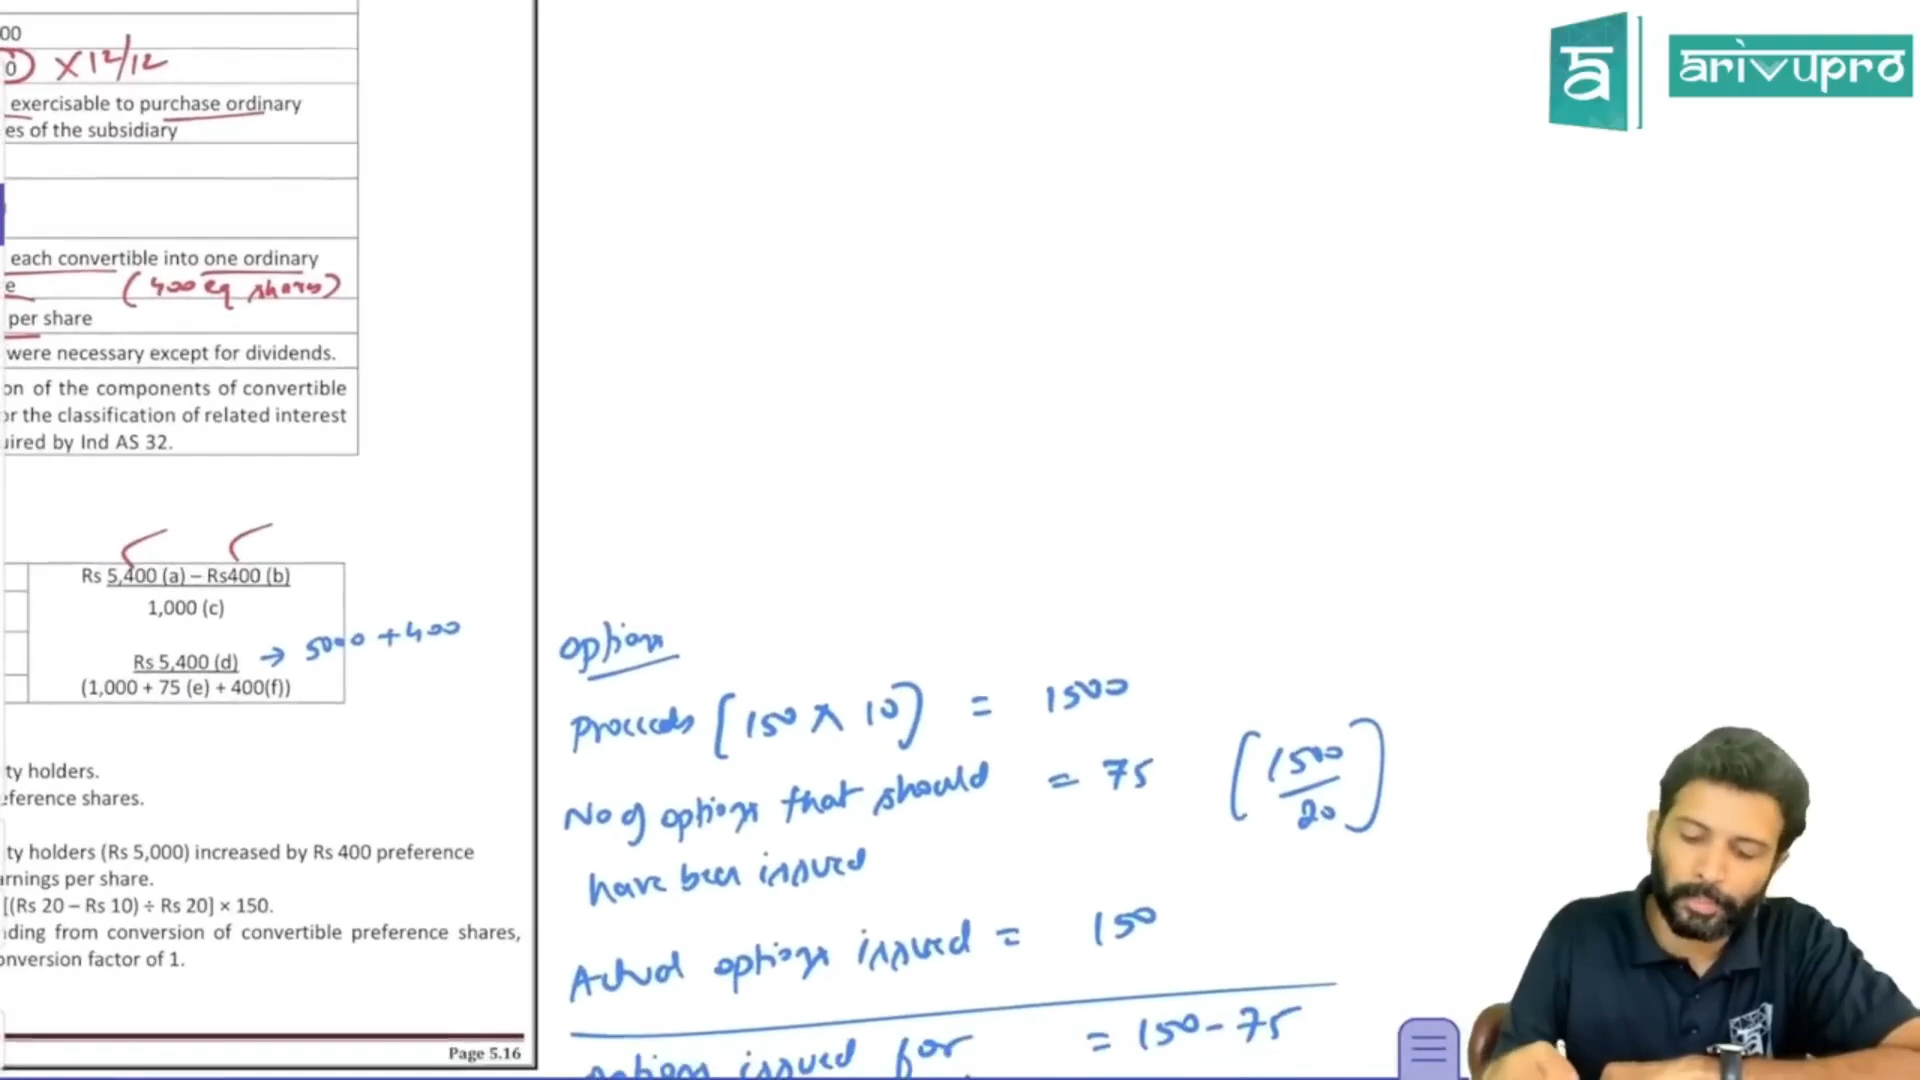 00
0 × 12/12
exercisable to purchase ordinary
es of the subsidiary
each convertible into one ordinary
e (400 eq shares)
per share
were necessary except for dividends.
on of the components of convertible
or the classification of related interest
uired by Ind AS 32.
Rs 5,400 (a) – Rs400 (b)
1,000 (c)
Rs 5,400 (d) → 5000 + 400
(1,000 + 75 (e) + 400(f))
ty holders.
eference shares.
ty holders (Rs 5,000) increased by Rs 400 preference
arnings per share.
[(Rs 20 – Rs 10) ÷ Rs 20] × 150.
iding from conversion of convertible preference shares,
onversion factor of 1.
Page 5.16
ā arivupro
options
Proceeds [150 × 10] = 1500
No of options that should = 75 [1500/20]
have been issued
Actual options issued = 150
options issued for = 150 - 75